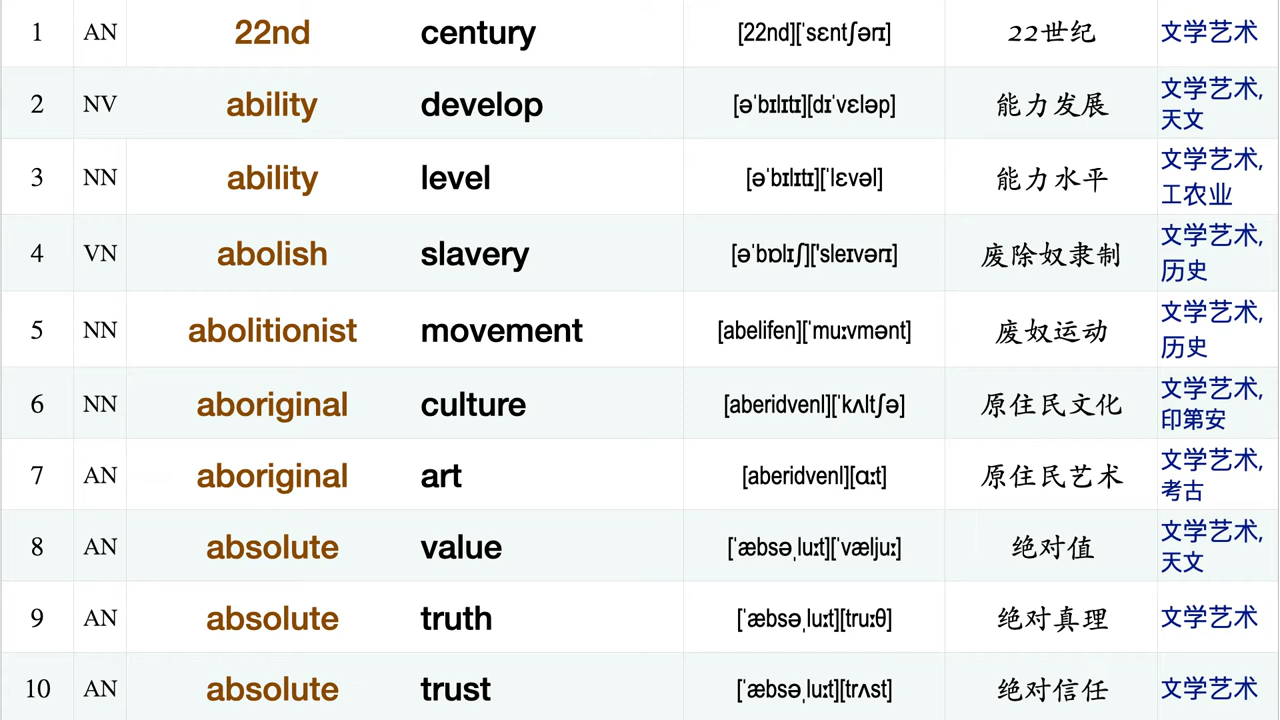 1 AN 22nd century [22nd][ˈsɛntʃərɪ] 22世纪 文学艺术
2 NV ability develop [əˈbɪlɪtɪ][dɪˈvɛləp] 能力发展 文学艺术,
天文
3 NN ability level [əˈbɪlɪtɪ][ˈlɛvəl] 能力水平 文学艺术,
工农业
4 VN abolish slavery [əˈbɒlɪʃ]['sleɪvərɪ] 废除奴隶制 文学艺术,
历史
5 NN abolitionist movement [abelifen][ˈmuːvmənt] 废奴运动 文学艺术,
历史
6 NN aboriginal culture [aberidvenl][ˈkʌltʃə] 原住民文化 文学艺术,
印第安
7 AN aboriginal art [aberidvenl][ɑːt] 原住民艺术 文学艺术,
考古
8 AN absolute value [ˈæbsəˌluːt][ˈvæljuː] 绝对值 文学艺术,
天文
9 AN absolute truth [ˈæbsəˌluːt][truːθ] 绝对真理 文学艺术
10 AN absolute trust [ˈæbsəˌluːt][trʌst] 绝对信任 文学艺术